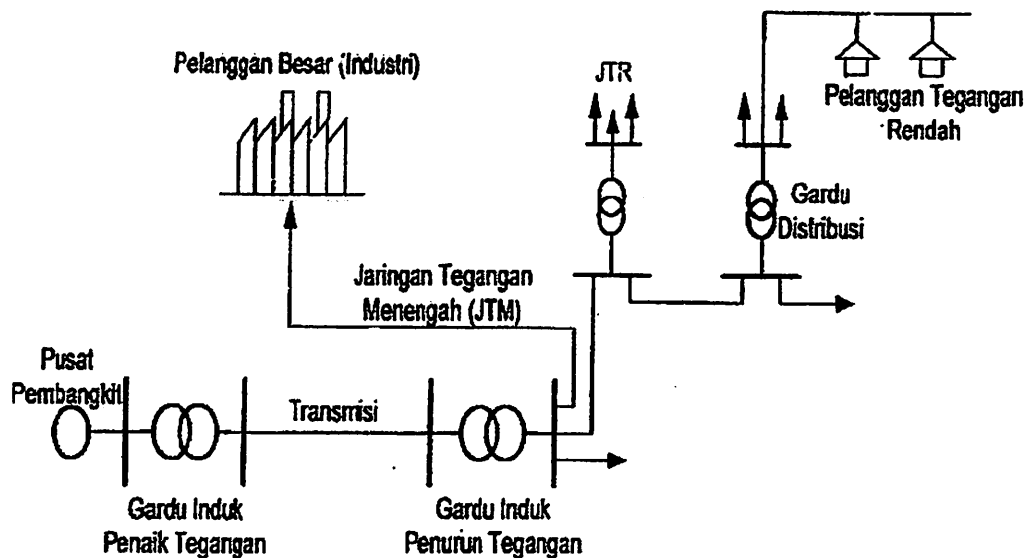 Pelanggan Besar (Industri)
JTR
Pelanggan Tegangan
Rendah
Gardu
Distribusi
Jaringan Tegangan
Menengah (JTM)
Pusat
Pembangkit
Transmisi
Gardu Induk
Penaik Tegangan
Gardu Induk
Penurun Tegangan